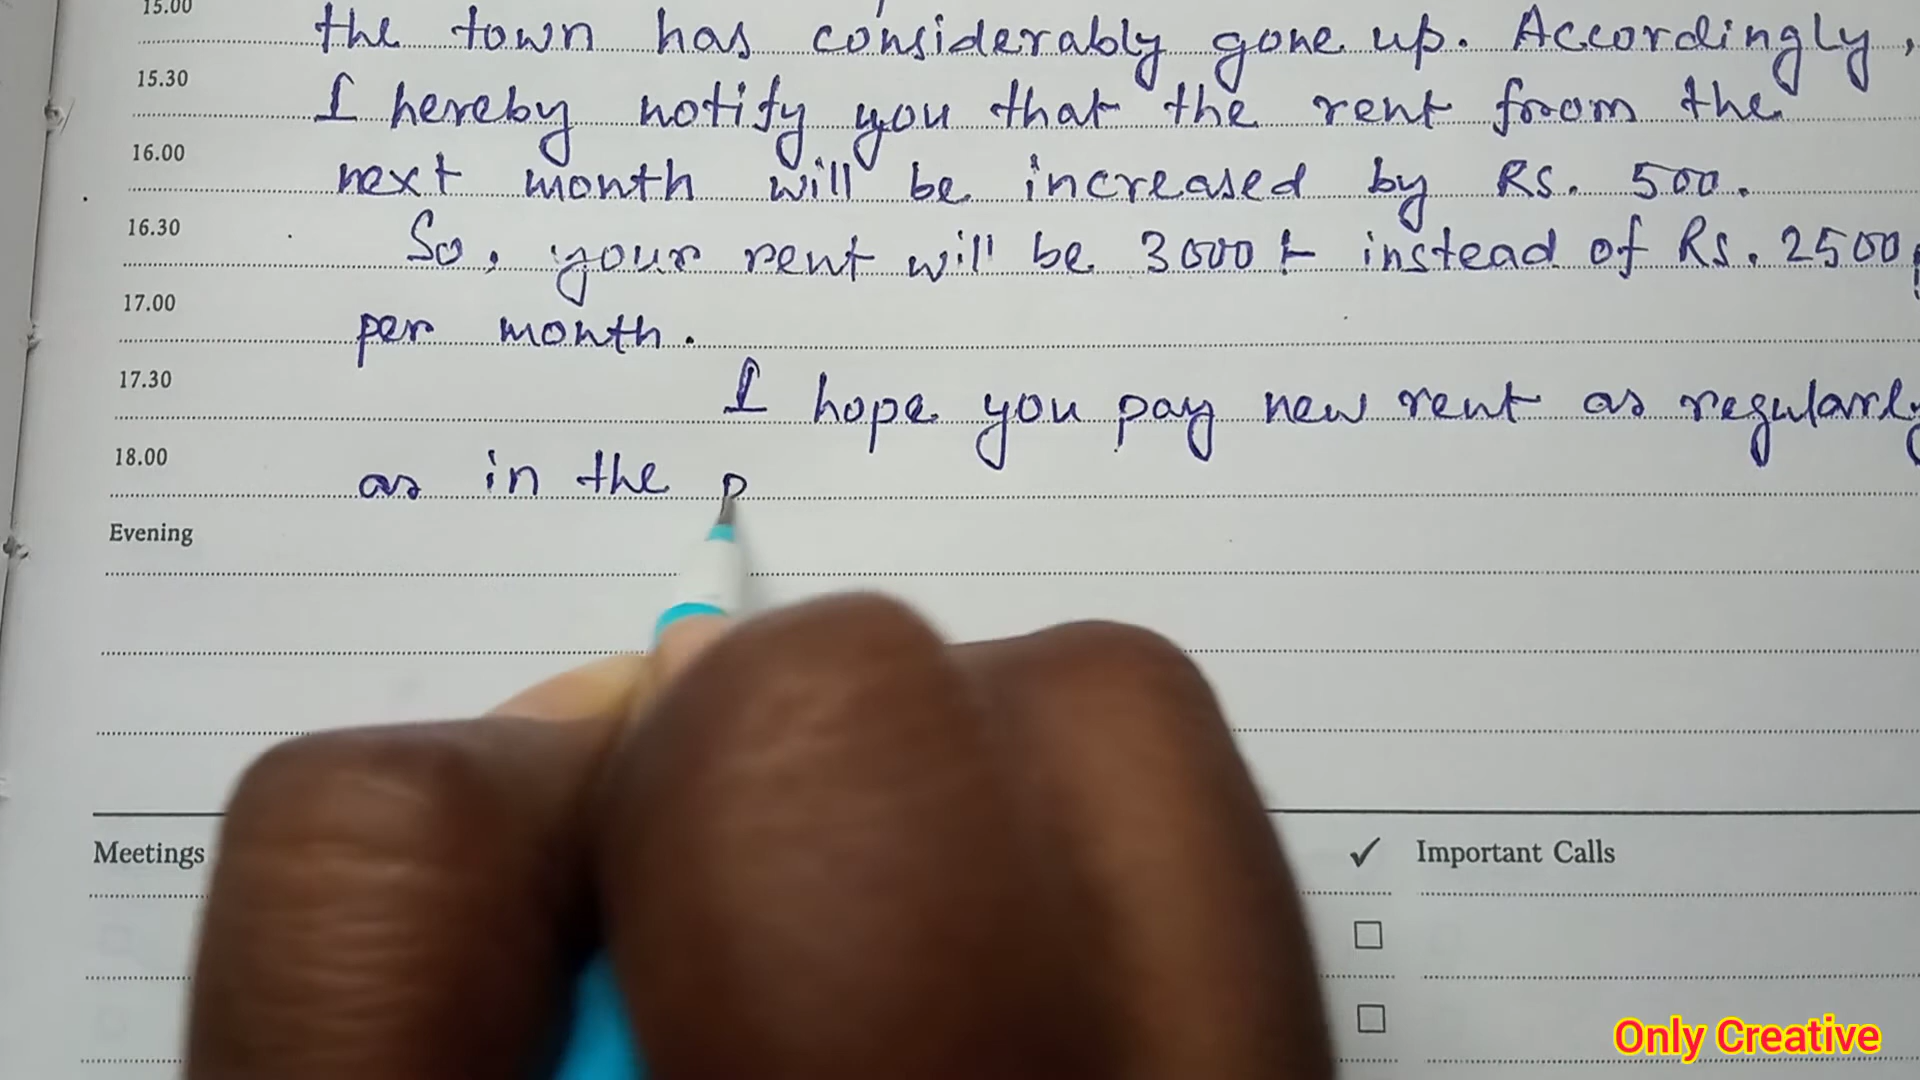 15.00
the town has considerably gone up. Accordingly,
15.30
I hereby notify you that the rent from the
16.00
next month will be increased by Rs. 500.
16.30
So, your rent will be 3000/- instead of Rs. 2500
17.00
per month.
17.30
I hope you pay new rent as regularly
18.00
as in the p
Evening
Meetings
✓ Important Calls
Only Creative